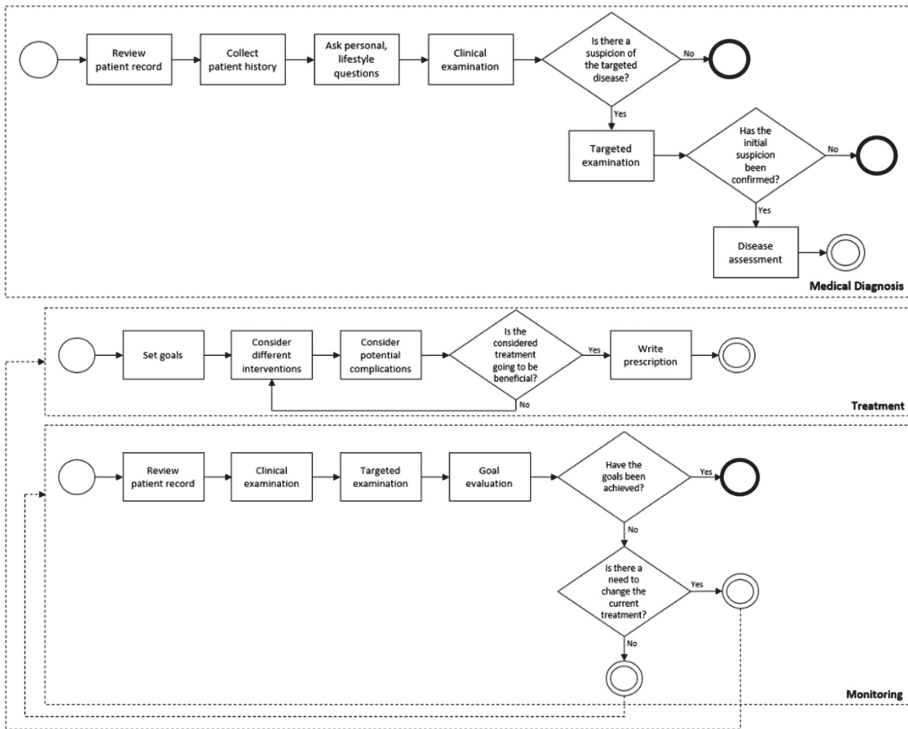 Review
patient record
Collect
patient history
Ask personal,
lifestyle
questions
Clinical
examination
Is there a
suspicion of
the targeted
disease?
No
Yes
Targeted
examination
Has the
initial
suspicion
been
confirmed?
No
Yes
Disease
assessment
Medical Diagnosis
Set goals
Consider
different
interventions
Consider
potential
complications
Is the
considered
treatment
going to be
beneficial?
Yes
No
Write
prescription
Treatment
Review
patient record
Clinical
examination
Targeted
examination
Goal
evaluation
Have the
goals been
achieved?
Yes
No
Is there a
need to
change the
current
treatment?
Yes
No
Monitoring